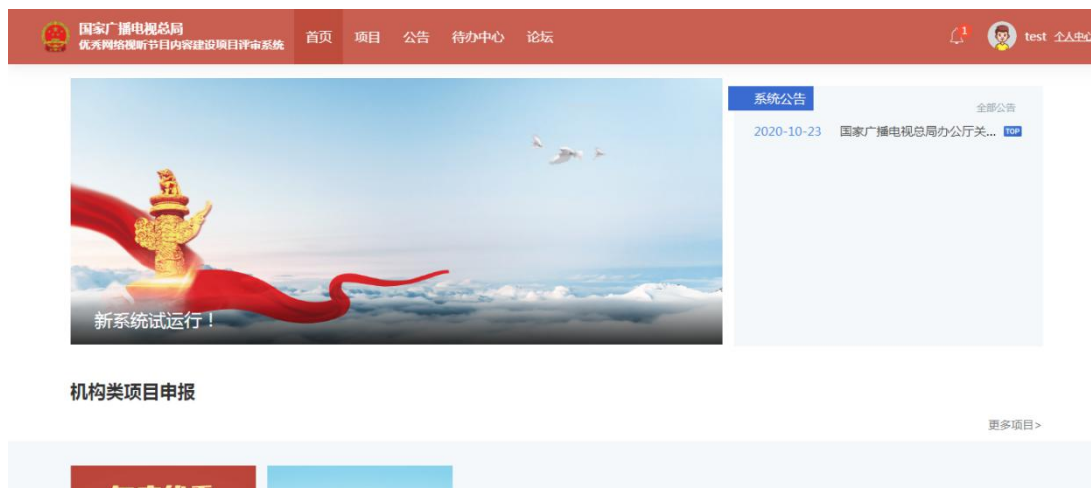 国家广播电视总局
优秀网络视听节目内容建设项目评审系统
首页 项目 公告 待办中心 论坛
1
test 个人中心
系统公告
全部公告
2020-10-23 国家广播电视总局办公厅关... TOP
新系统试运行！
机构类项目申报
更多项目>